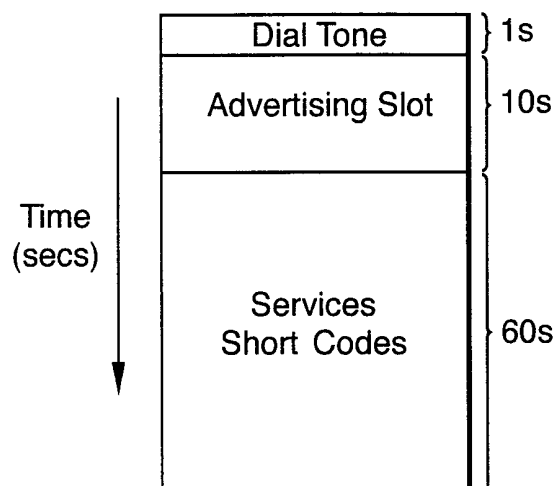 Dial Tone
1s
Advertising Slot
10s
Time
(secs)
Services
Short Codes
60s